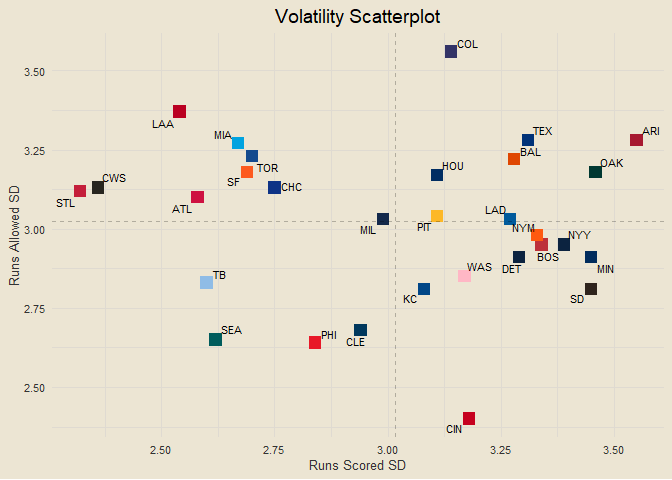 Volatility Scatterplot
COL
3.50
TEX
ARI
LAA
MIA
BAL
3.25
HOU
OAK
TOR
SF
CWS
CHC
STL
ATL
LAD
MIL
PIT
NYM
NYY
3.00
BOS
WAS
DET
MIN
TB
KC
SD
2.75
SEA
PHI
CLE
2.50
CIN
Runs Allowed SD
2.50
2.75
3.00
3.25
3.50
Runs Scored SD